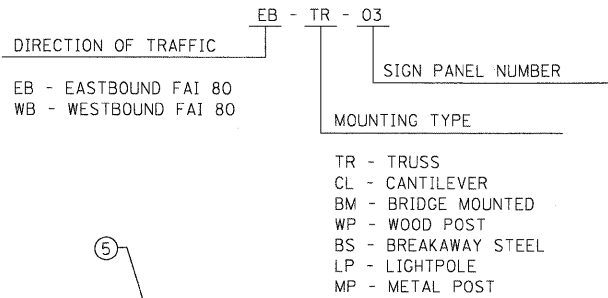 EB - TR - 03
DIRECTION OF TRAFFIC
EB - EASTBOUND FAI 80
WB - WESTBOUND FAI 80
SIGN PANEL NUMBER
MOUNTING TYPE
TR - TRUSS
CL - CANTILEVER
BM - BRIDGE MOUNTED
WP - WOOD POST
BS - BREAKAWAY STEEL
LP - LIGHTPOLE
MP - METAL POST
5